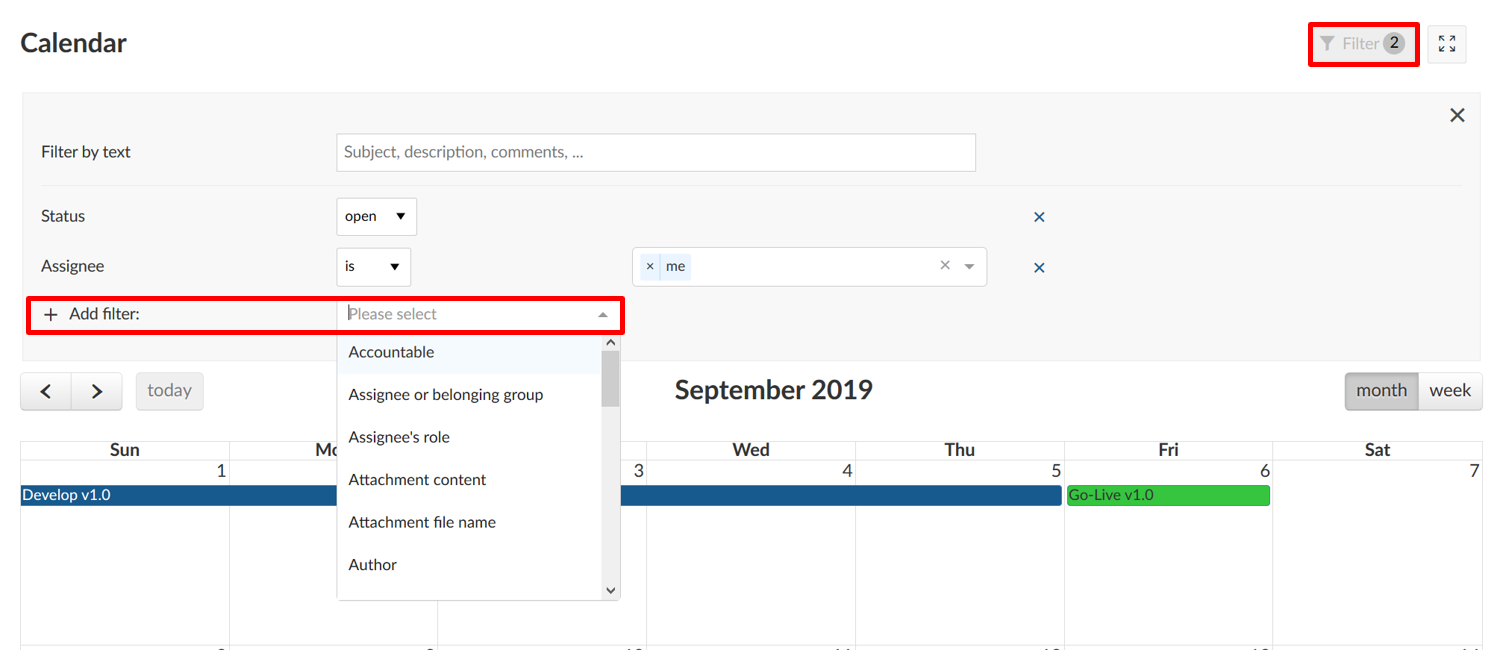 Calendar
Filter 2
Filter by text
Subject, description, comments, ...
Status
open
Assignee
is
× me
+ Add filter:
Please select
Accountable
Assignee or belonging group
Assignee's role
Attachment content
Attachment file name
Author
today
September 2019
month week
Sun Mo Wed Thu Fri Sat
1 3 4 5 6 7
Develop v1.0
Go-Live v1.0